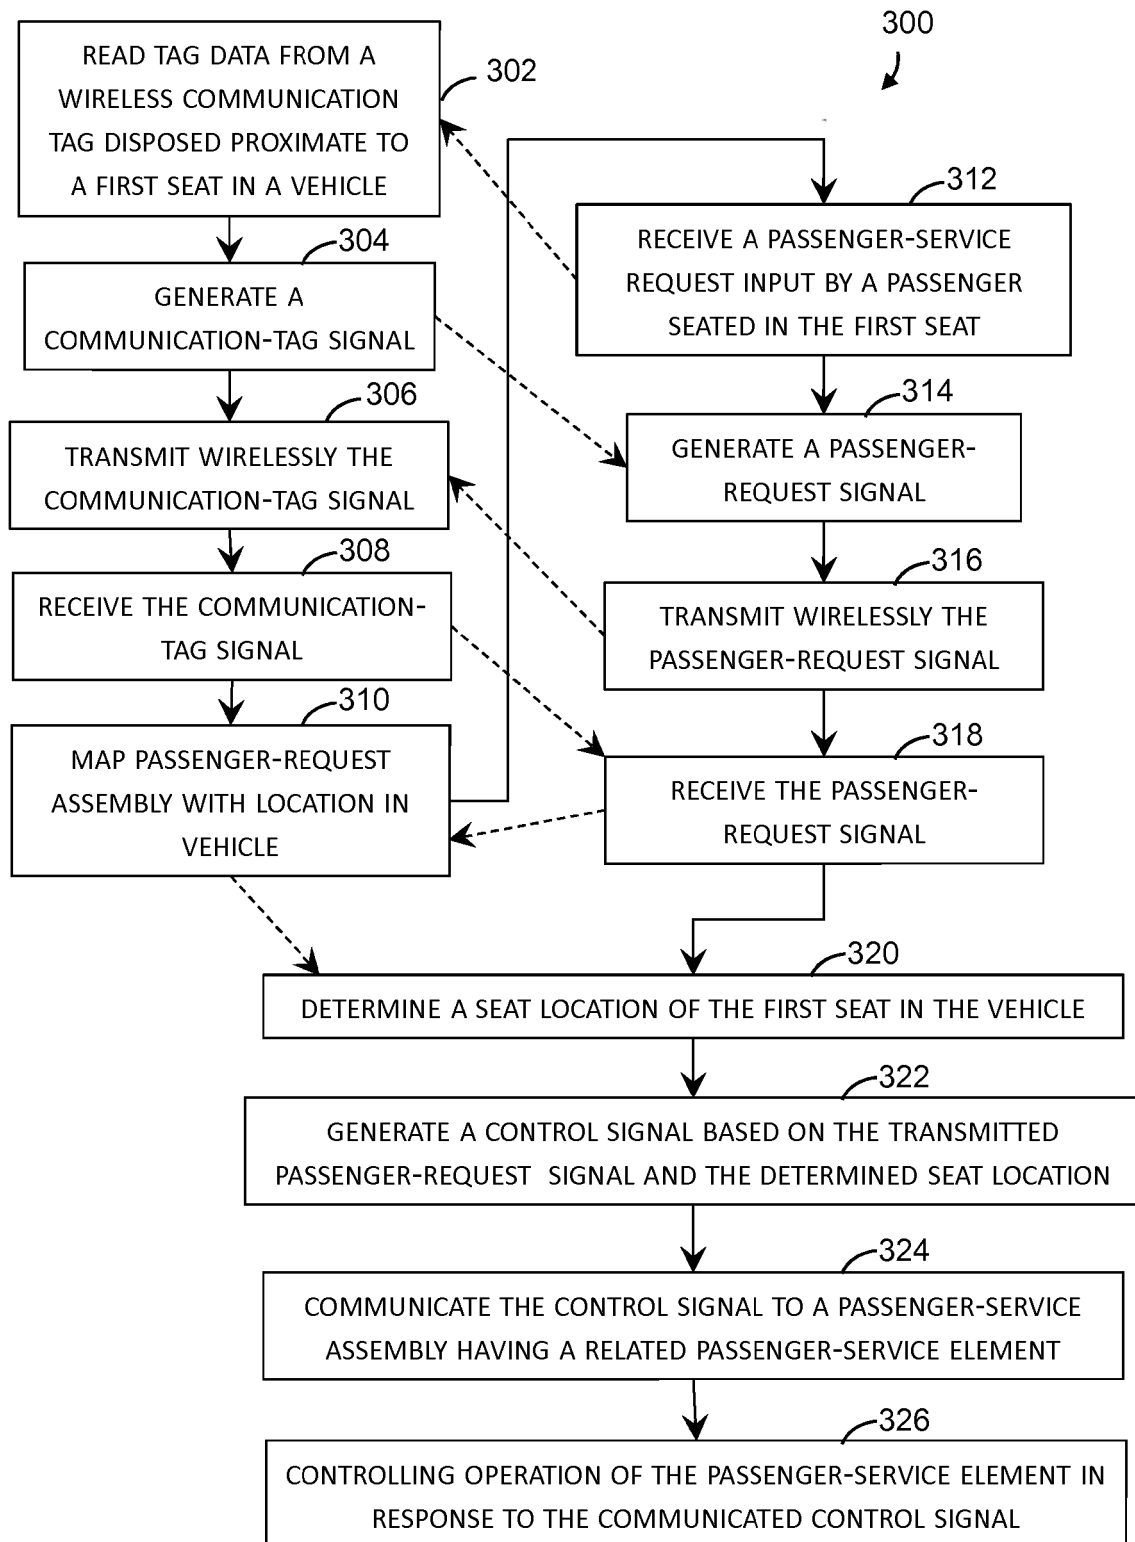 300
READ TAG DATA FROM A
WIRELESS COMMUNICATION
TAG DISPOSED PROXIMATE TO
A FIRST SEAT IN A VEHICLE
302
304
GENERATE A
COMMUNICATION-TAG SIGNAL
306
TRANSMIT WIRELESSLY THE
COMMUNICATION-TAG SIGNAL
308
RECEIVE THE COMMUNICATION-
TAG SIGNAL
310
MAP PASSENGER-REQUEST
ASSEMBLY WITH LOCATION IN
VEHICLE
312
RECEIVE A PASSENGER-SERVICE
REQUEST INPUT BY A PASSENGER
SEATED IN THE FIRST SEAT
314
GENERATE A PASSENGER-
REQUEST SIGNAL
316
TRANSMIT WIRELESSLY THE
PASSENGER-REQUEST SIGNAL
318
RECEIVE THE PASSENGER-
REQUEST SIGNAL
320
DETERMINE A SEAT LOCATION OF THE FIRST SEAT IN THE VEHICLE
322
GENERATE A CONTROL SIGNAL BASED ON THE TRANSMITTED
PASSENGER-REQUEST SIGNAL AND THE DETERMINED SEAT LOCATION
324
COMMUNICATE THE CONTROL SIGNAL TO A PASSENGER-SERVICE
ASSEMBLY HAVING A RELATED PASSENGER-SERVICE ELEMENT
326
CONTROLLING OPERATION OF THE PASSENGER-SERVICE ELEMENT IN
RESPONSE TO THE COMMUNICATED CONTROL SIGNAL